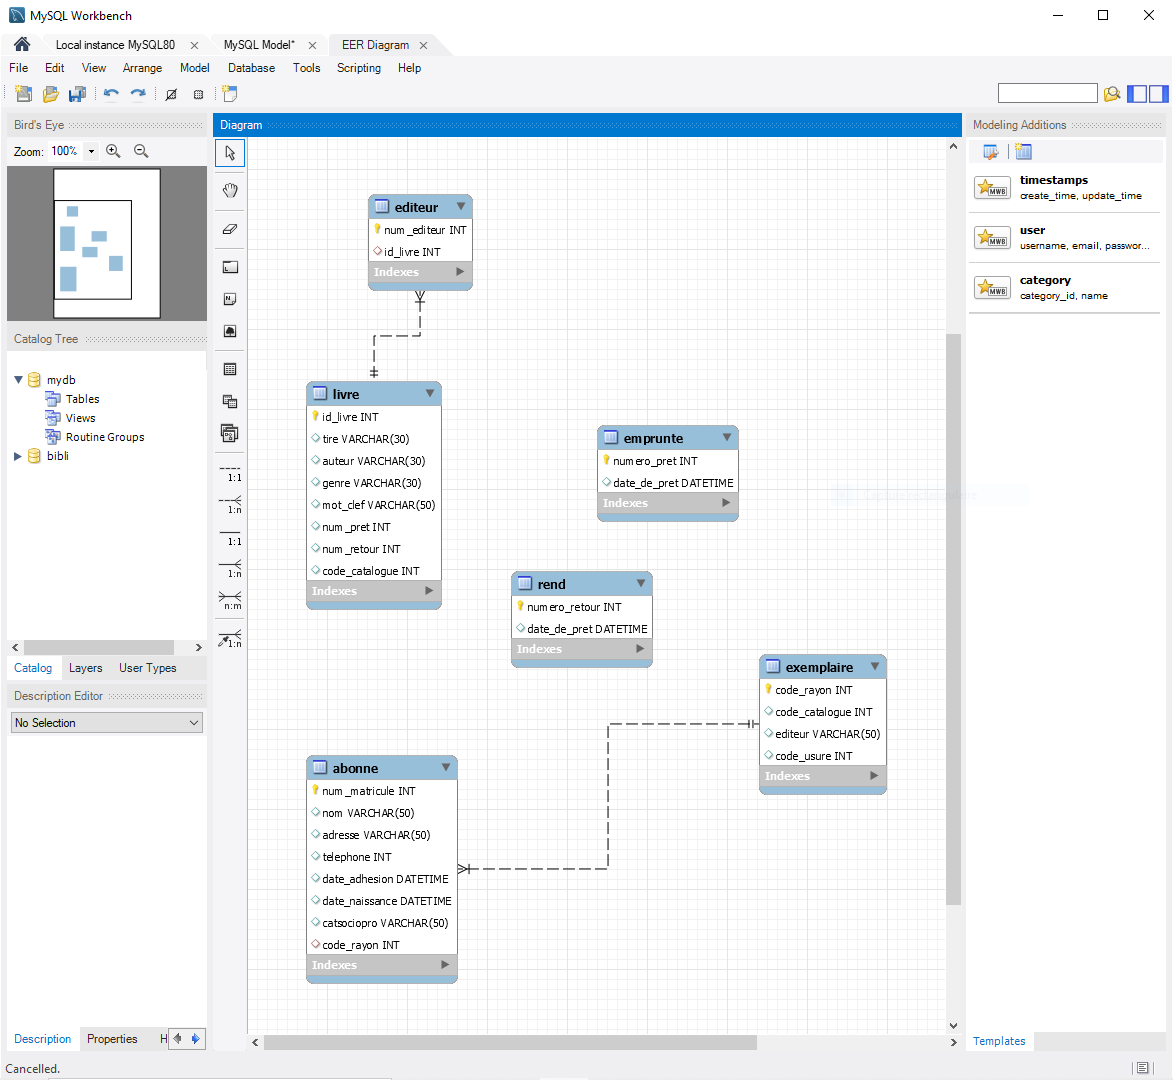 MySQL Workbench
Local instance MySQL80
MySQL Model*
EER Diagram
File Edit View Arrange Model Database Tools Scripting Help
Bird's Eye
Zoom: 100%
Catalog Tree
mydb
Tables
Views
Routine Groups
bibli
Catalog Layers User Types
Description Editor
No Selection
Description Properties H
Cancelled.
Diagram
1:1
1:n
1:1
1:n
n:m
1:n
editeur
num_editeur INT
id_livre INT
Indexes
livre
id_livre INT
tire VARCHAR(30)
auteur VARCHAR(30)
genre VARCHAR(30)
mot_clef VARCHAR(50)
num_pret INT
num_retour INT
code_catalogue INT
Indexes
emprunte
numero_pret INT
date_de_pret DATETIME
Indexes
rend
numero_retour INT
date_de_pret DATETIME
Indexes
exemplaire
code_rayon INT
code_catalogue INT
editeur VARCHAR(50)
code_usure INT
Indexes
abonne
num_matricule INT
nom VARCHAR(50)
adresse VARCHAR(50)
telephone INT
date_adhesion DATETIME
date_naissance DATETIME
catsociopro VARCHAR(50)
code_rayon INT
Indexes
Modeling Additions
MWB
timestamps
create_time, update_time
MWB
user
username, email, passwor...
MWB
category
category_id, name
Templates